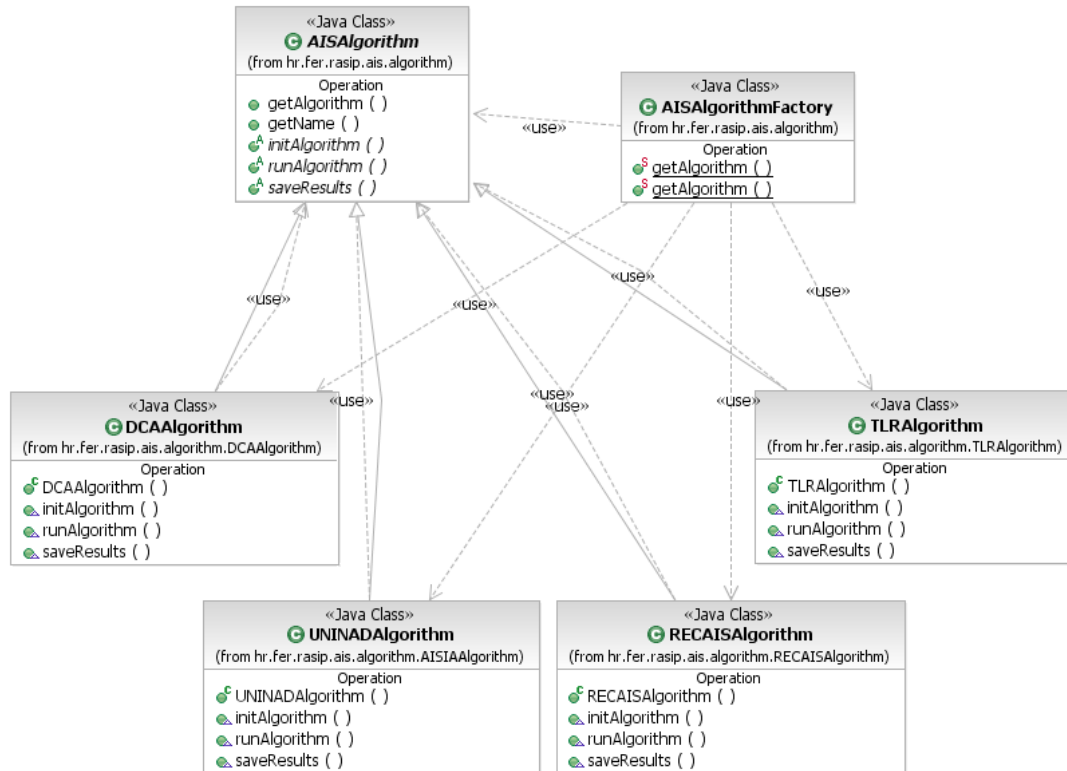 «Java Class»
AISAlgorithm
(from hr.fer.rasip.ais.algorithm)
Operation
getAlgorithm ( )
getName ( )
initAlgorithm ( )
runAlgorithm ( )
saveResults ( )
«Java Class»
AISAlgorithmFactory
(from hr.fer.rasip.ais.algorithm)
Operation
getAlgorithm ( )
getAlgorithm ( )
«use»
«use»
«use»
«use»
«use»
«use»
«use»
«use»
«use»
«Java Class»
DCAAlgorithm
(from hr.fer.rasip.ais.algorithm.DCAAlgorithm)
Operation
DCAAlgorithm ( )
initAlgorithm ( )
runAlgorithm ( )
saveResults ( )
«Java Class»
TLRAlgorithm
(from hr.fer.rasip.ais.algorithm.TLRAlgorithm)
Operation
TLRAlgorithm ( )
initAlgorithm ( )
runAlgorithm ( )
saveResults ( )
«Java Class»
UNINADAlgorithm
(from hr.fer.rasip.ais.algorithm.AISIAAlgorithm)
Operation
UNINADAlgorithm ( )
initAlgorithm ( )
runAlgorithm ( )
saveResults ( )
«Java Class»
RECAISAlgorithm
(from hr.fer.rasip.ais.algorithm.RECAISAlgorithm)
Operation
RECAISAlgorithm ( )
initAlgorithm ( )
runAlgorithm ( )
saveResults ( )